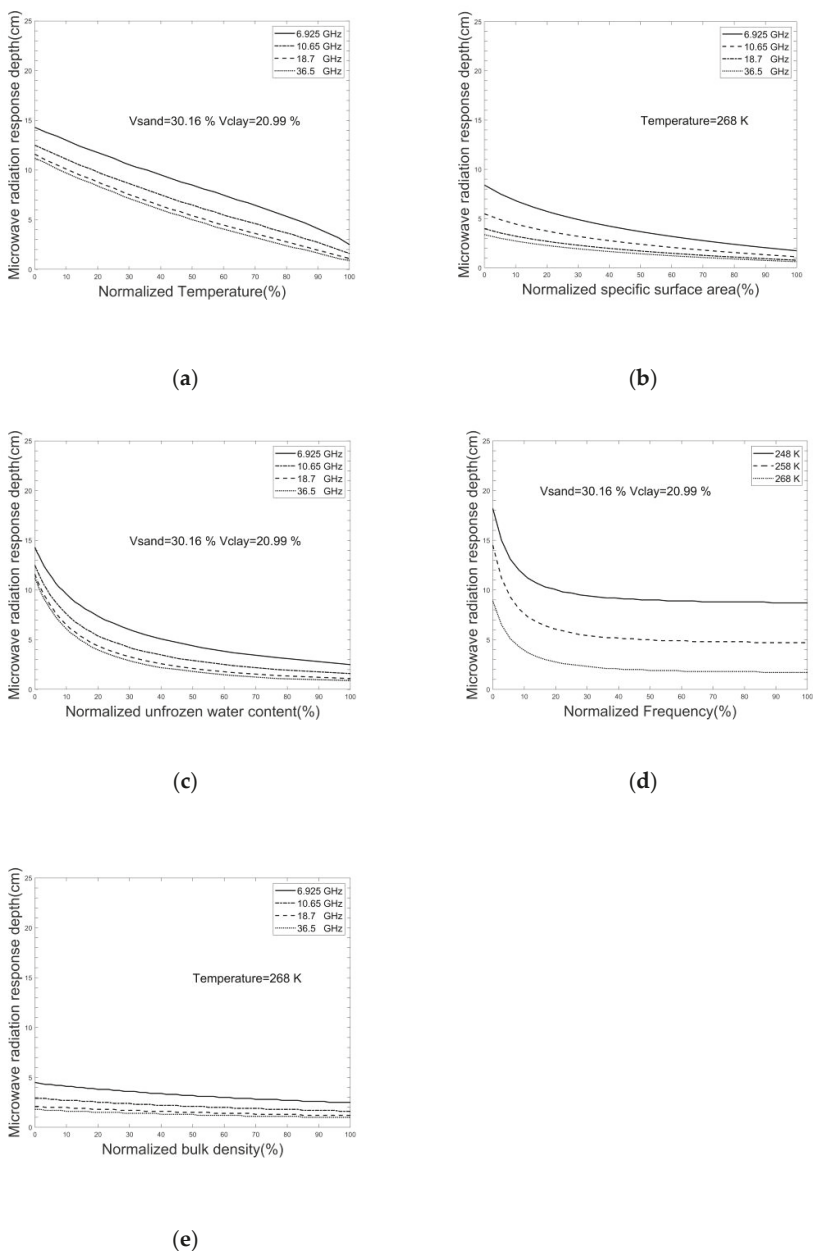 Microwave radiation response depth(cm)
25
20
15
10
5
0
6.925 GHz
10.65 GHz
18.7 GHz
36.5 GHz
Vsand=30.16 % Vclay=20.99 %
0 10 20 30 40 50 60 70 80 90 100
Normalized Temperature(%)
(a)
Microwave radiation response depth(cm)
25
20
15
10
5
0
6.925 GHz
10.65 GHz
18.7 GHz
36.5 GHz
Temperature=268 K
0 10 20 30 40 50 60 70 80 90 100
Normalized specific surface area(%)
(b)
Microwave radiation response depth(cm)
25
20
15
10
5
0
6.925 GHz
10.65 GHz
18.7 GHz
36.5 GHz
Vsand=30.16 % Vclay=20.99 %
0 10 20 30 40 50 60 70 80 90 100
Normalized unfrozen water content(%)
(c)
Microwave radiation response depth(cm)
25
20
15
10
5
0
248 K
258 K
268 K
Vsand=30.16 % Vclay=20.99 %
0 10 20 30 40 50 60 70 80 90 100
Normalized Frequency(%)
(d)
Microwave radiation response depth(cm)
25
20
15
10
5
0
6.925 GHz
10.65 GHz
18.7 GHz
36.5 GHz
Temperature=268 K
0 10 20 30 40 50 60 70 80 90 100
Normalized bulk density(%)
(e)